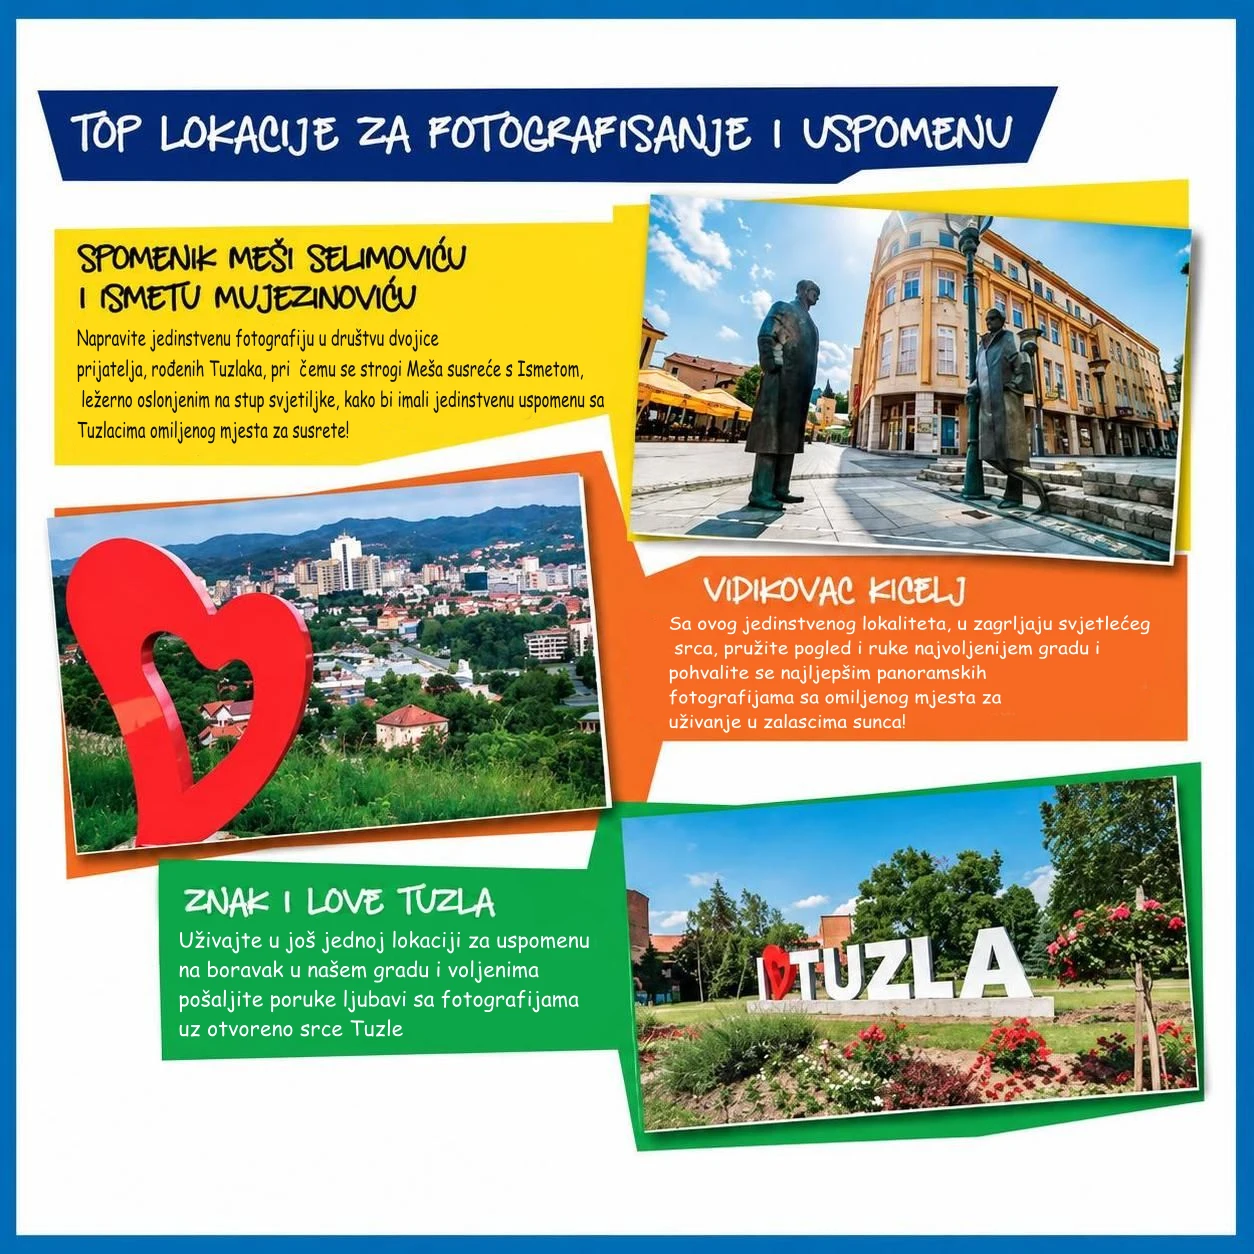 TOP LOKACIJE ZA FOTOGRAFISANJE I USPOMENU
SPOMENIK MEŠI SELIMOVIĆU
I ISMETU MUJEZINOVIĆU
Napravite jedinstvenu fotografiju u društvu dvojice
prijatelja, rođenih Tuzlaka, pri čemu se strogi Meša susreće s Ismetom,
ležerno oslonjenim na stup svjetiljke, kako bi imali jedinstvenu uspomenu sa
Tuzlacima omiljenog mjesta za susrete!
VIDIKOVAC KICELJ
Sa ovog jedinstvenog lokaliteta, u zagrljaju svjetlećeg
srca, pružite pogled i ruke najvoljenijem gradu i
pohvalite se najljepšim panoramskih
fotografijama sa omiljenog mjesta za
uživanje u zalascima sunca!
ZNAK I LOVE TUZLA
Uživajte u još jednoj lokaciji za uspomenu
na boravak u našem gradu i voljenima
pošaljite poruke ljubavi sa fotografijama
uz otvoreno srce Tuzle
I ❤ TUZLA